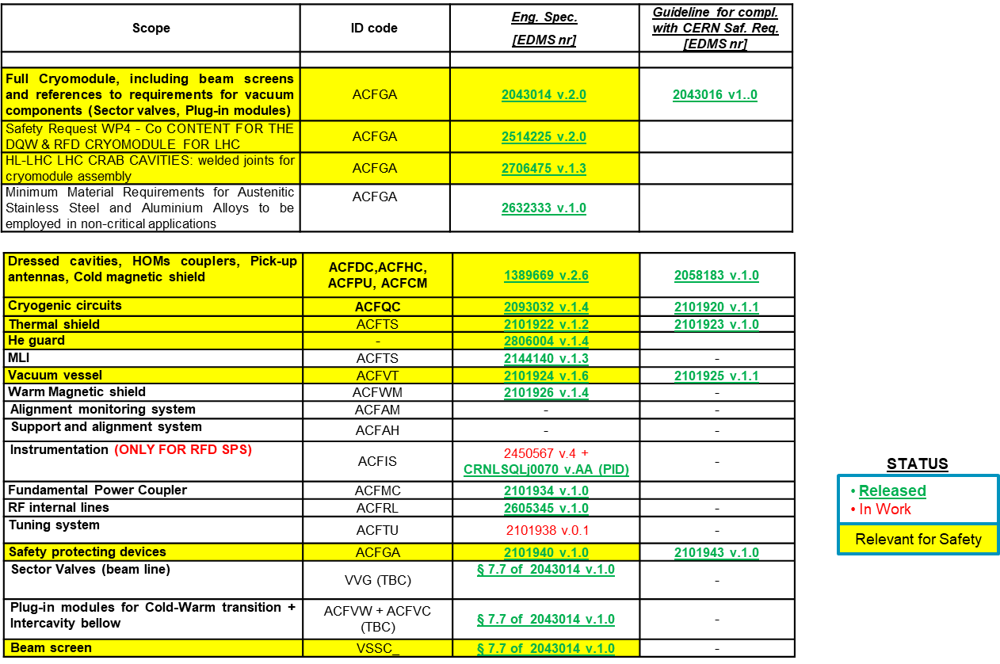 Scope
ID code
Eng. Spec.
[EDMS nr]
Guideline for compl.
with CERN Saf. Req.
[EDMS nr]
Full Cryomodule, including beam screens
and references to requirements for vacuum
components (Sector valves, Plug-in modules)
ACFGA
2043014 v.2.0
2043016 v1..0
Safety Request WP4 - Co CONTENT FOR THE
DQW & RFD CRYOMODULE FOR LHC
ACFGA
2514225 v.2.0
HL-LHC LHC CRAB CAVITIES: welded joints for
cryomodule assembly
ACFGA
2706475 v.1.3
Minimum Material Requirements for Austenitic
Stainless Steel and Aluminium Alloys to be
employed in non-critical applications
ACFGA
2632333 v.1.0
Dressed cavities, HOMs couplers, Pick-up
antennas, Cold magnetic shield
ACFDC,ACFHC,
ACFPU, ACFCM
1389669 v.2.6
2058183 v.1.0
Cryogenic circuits
ACFQC
2093032 v.1.4
2101920 v.1.1
Thermal shield
ACFTS
2101922 v.1.2
2101923 v.1.0
He guard
-
2806004 v.1.4
MLI
ACFTS
2144140 v.1.3
-
Vacuum vessel
ACFVT
2101924 v.1.6
2101925 v.1.1
Warm Magnetic shield
ACFWM
2101926 v.1.4
-
Alignment monitoring system
ACFAM
-
-
Support and alignment system
ACFAH
-
-
Instrumentation (ONLY FOR RFD SPS)
ACFIS
2450567 v.4 +
CRNLSQLj0070 v.AA (PID)
-
Fundamental Power Coupler
ACFMC
2101934 v.1.0
RF internal lines
ACFRL
2605345 v.1.0
-
Tuning system
ACFTU
2101938 v.0.1
-
Safety protecting devices
ACFGA
2101940 v.1.0
2101943 v.1.0
Sector Valves (beam line)
VVG (TBC)
§ 7.7 of 2043014 v.1.0
-
Plug-in modules for Cold-Warm transition +
Intercavity bellow
ACFVW + ACFVC
(TBC)
§ 7.7 of 2043014 v.1.0
-
Beam screen
VSSC_
§ 7.7 of 2043014 v.1.0
-
STATUS
• Released
• In Work
Relevant for Safety